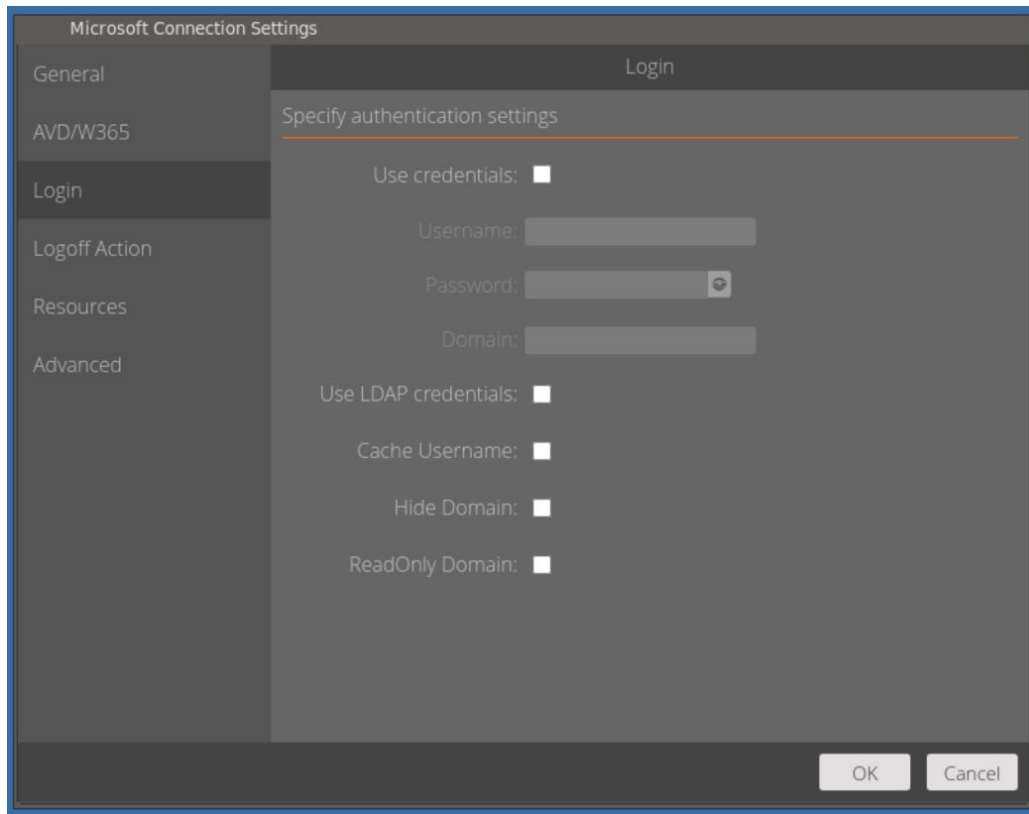 Microsoft Connection Settings
General
AVD/W365
Login
Logoff Action
Resources
Advanced
Login
Specify authentication settings
Use credentials:
Username:
Password:
Domain:
Use LDAP credentials:
Cache Username:
Hide Domain:
ReadOnly Domain:
OK
Cancel